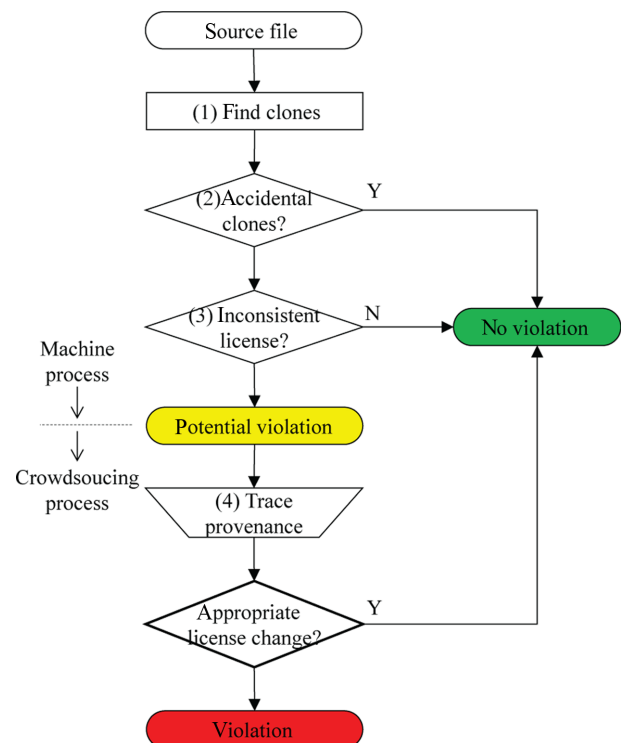 Source file
(1) Find clones
(2)Accidental
clones?
Y
(3) Inconsistent
license?
N
No violation
Machine
process
Potential violation
Crowdsoucing
process
(4) Trace
provenance
Appropriate
license change?
Y
Violation